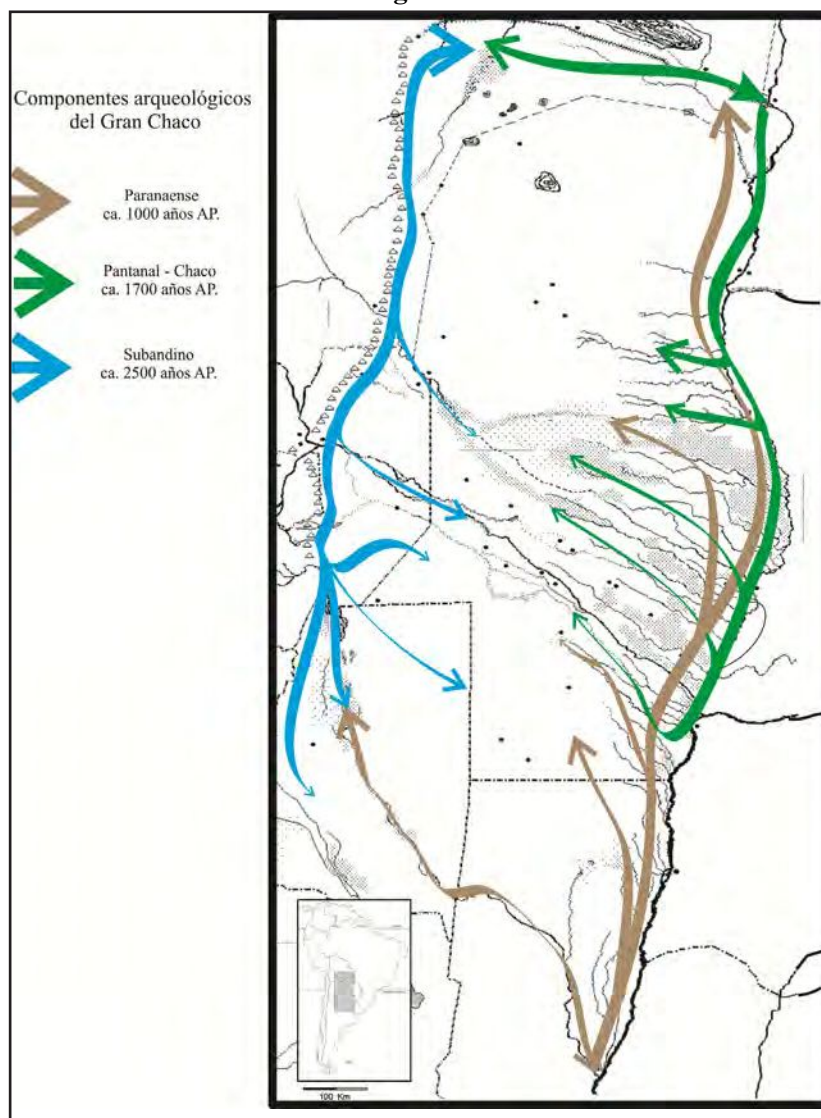 Componentes arqueológicos
del Gran Chaco
Paranaense
ca. 1000 años AP.
Pantanal - Chaco
ca. 1700 años AP.
Subandino
ca. 2500 años AP.
100 Km